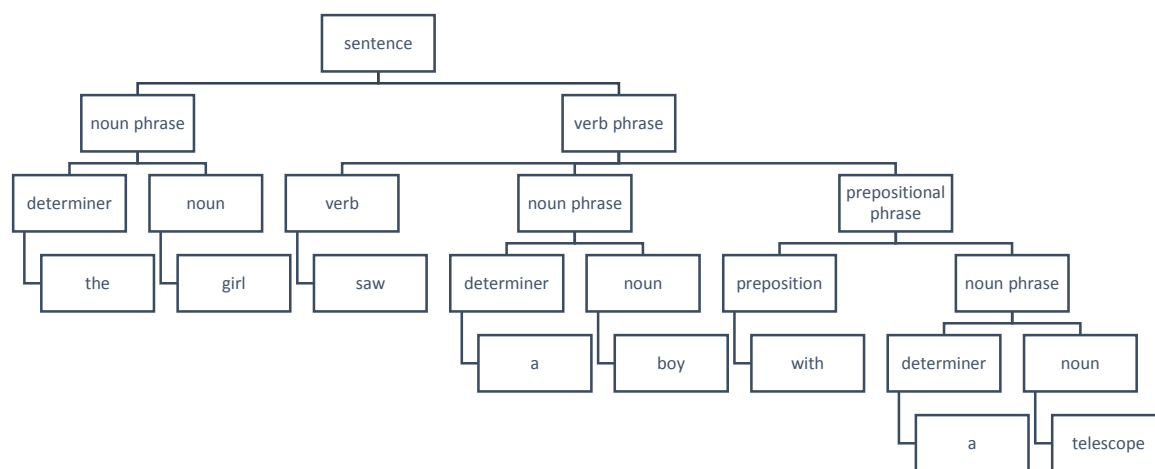 sentence
noun phrase
verb phrase
determiner
noun
verb
noun phrase
prepositional
phrase
the
girl
saw
determiner
noun
preposition
noun phrase
a
boy
with
determiner
noun
a
telescope